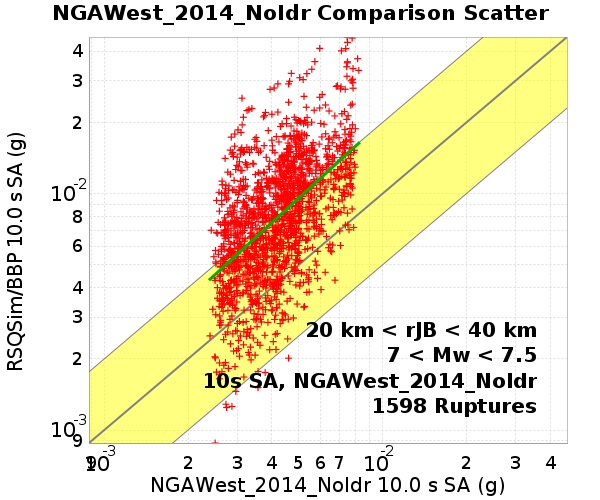 NGAWest_2014_NoIdr Comparison Scatter
4
3
2
10-2
8
6
4
3
2
10-3
9
RSQSim/BBP 10.0 s SA (g)
20 km < rJB < 40 km
7 < Mw < 7.5
10s SA, NGAWest_2014_NoIdr
1598 Ruptures
9 10-3 2 3 4 5 6 7 10-2 2 3 4
NGAWest_2014_NoIdr 10.0 s SA (g)